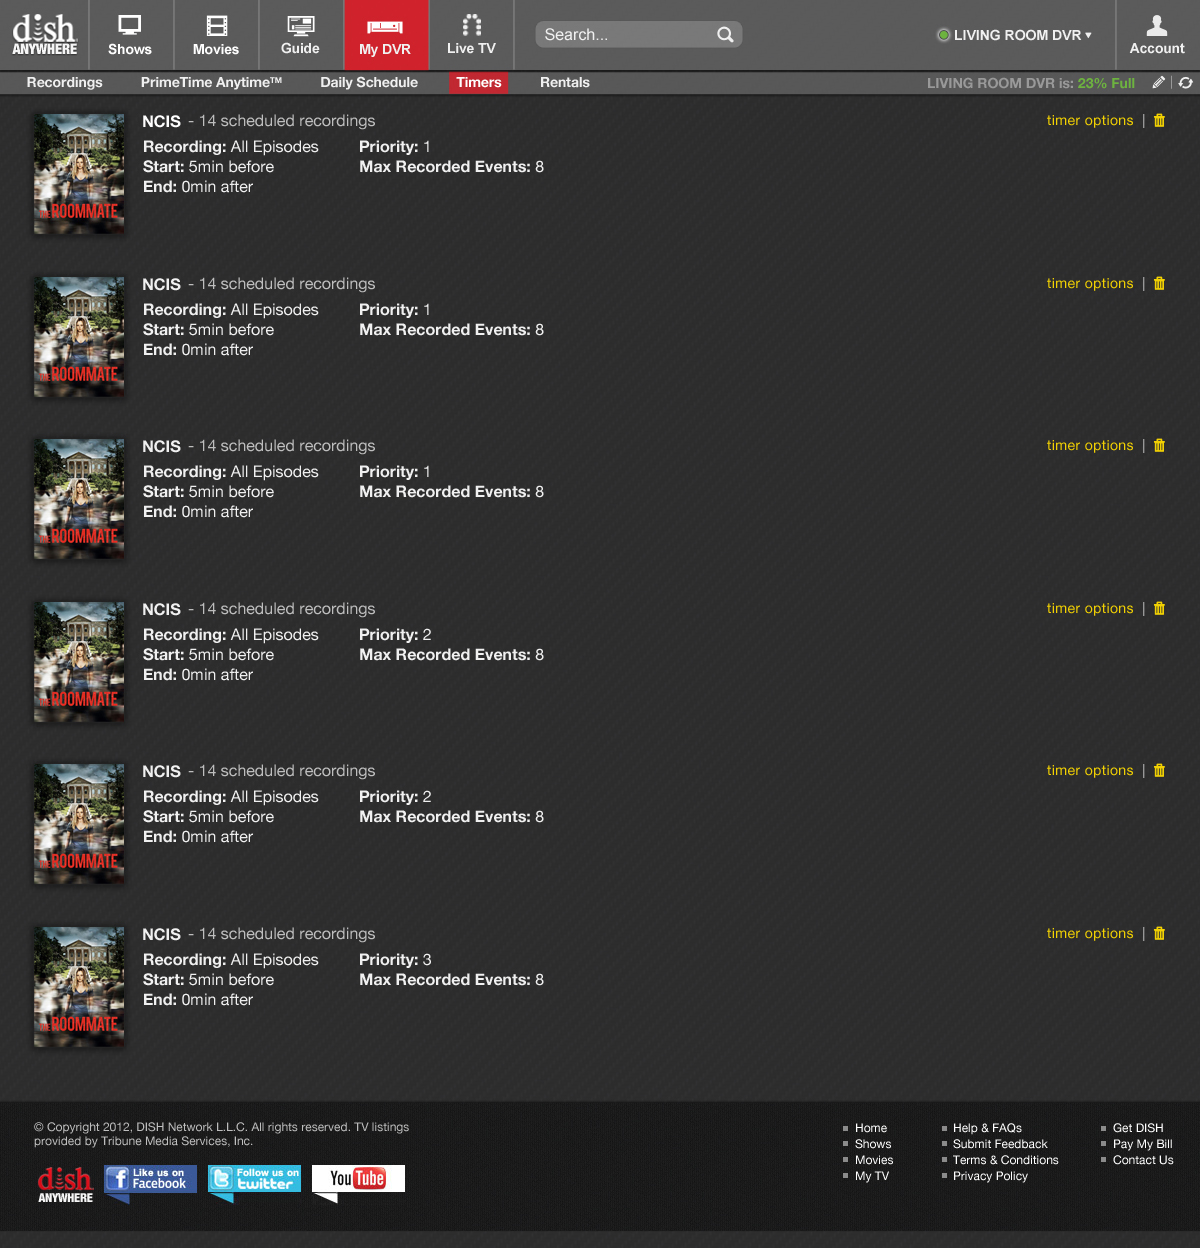 dish ANYWHERE
Shows
Movies
Guide
My DVR
Live TV
Search...
LIVING ROOM DVR ▾
Account
Recordings
PrimeTime Anytime™
Daily Schedule
Timers
Rentals
LIVING ROOM DVR is: 23% Full
NCIS - 14 scheduled recordings
timer options |
Recording: All Episodes Priority: 1
Start: 5min before Max Recorded Events: 8
End: 0min after
THE ROOMMATE
NCIS - 14 scheduled recordings
timer options |
Recording: All Episodes Priority: 1
Start: 5min before Max Recorded Events: 8
End: 0min after
THE ROOMMATE
NCIS - 14 scheduled recordings
timer options |
Recording: All Episodes Priority: 1
Start: 5min before Max Recorded Events: 8
End: 0min after
THE ROOMMATE
NCIS - 14 scheduled recordings
timer options |
Recording: All Episodes Priority: 2
Start: 5min before Max Recorded Events: 8
End: 0min after
THE ROOMMATE
NCIS - 14 scheduled recordings
timer options |
Recording: All Episodes Priority: 2
Start: 5min before Max Recorded Events: 8
End: 0min after
THE ROOMMATE
NCIS - 14 scheduled recordings
timer options |
Recording: All Episodes Priority: 3
Start: 5min before Max Recorded Events: 8
End: 0min after
THE ROOMMATE
© Copyright 2012, DISH Network L.L.C. All rights reserved. TV listings
provided by Tribune Media Services, Inc.
dish ANYWHERE
Like us on
Facebook
Follow us on
twitter
YouTube
Home
Shows
Movies
My TV
Help & FAQs
Submit Feedback
Terms & Conditions
Privacy Policy
Get DISH
Pay My Bill
Contact Us